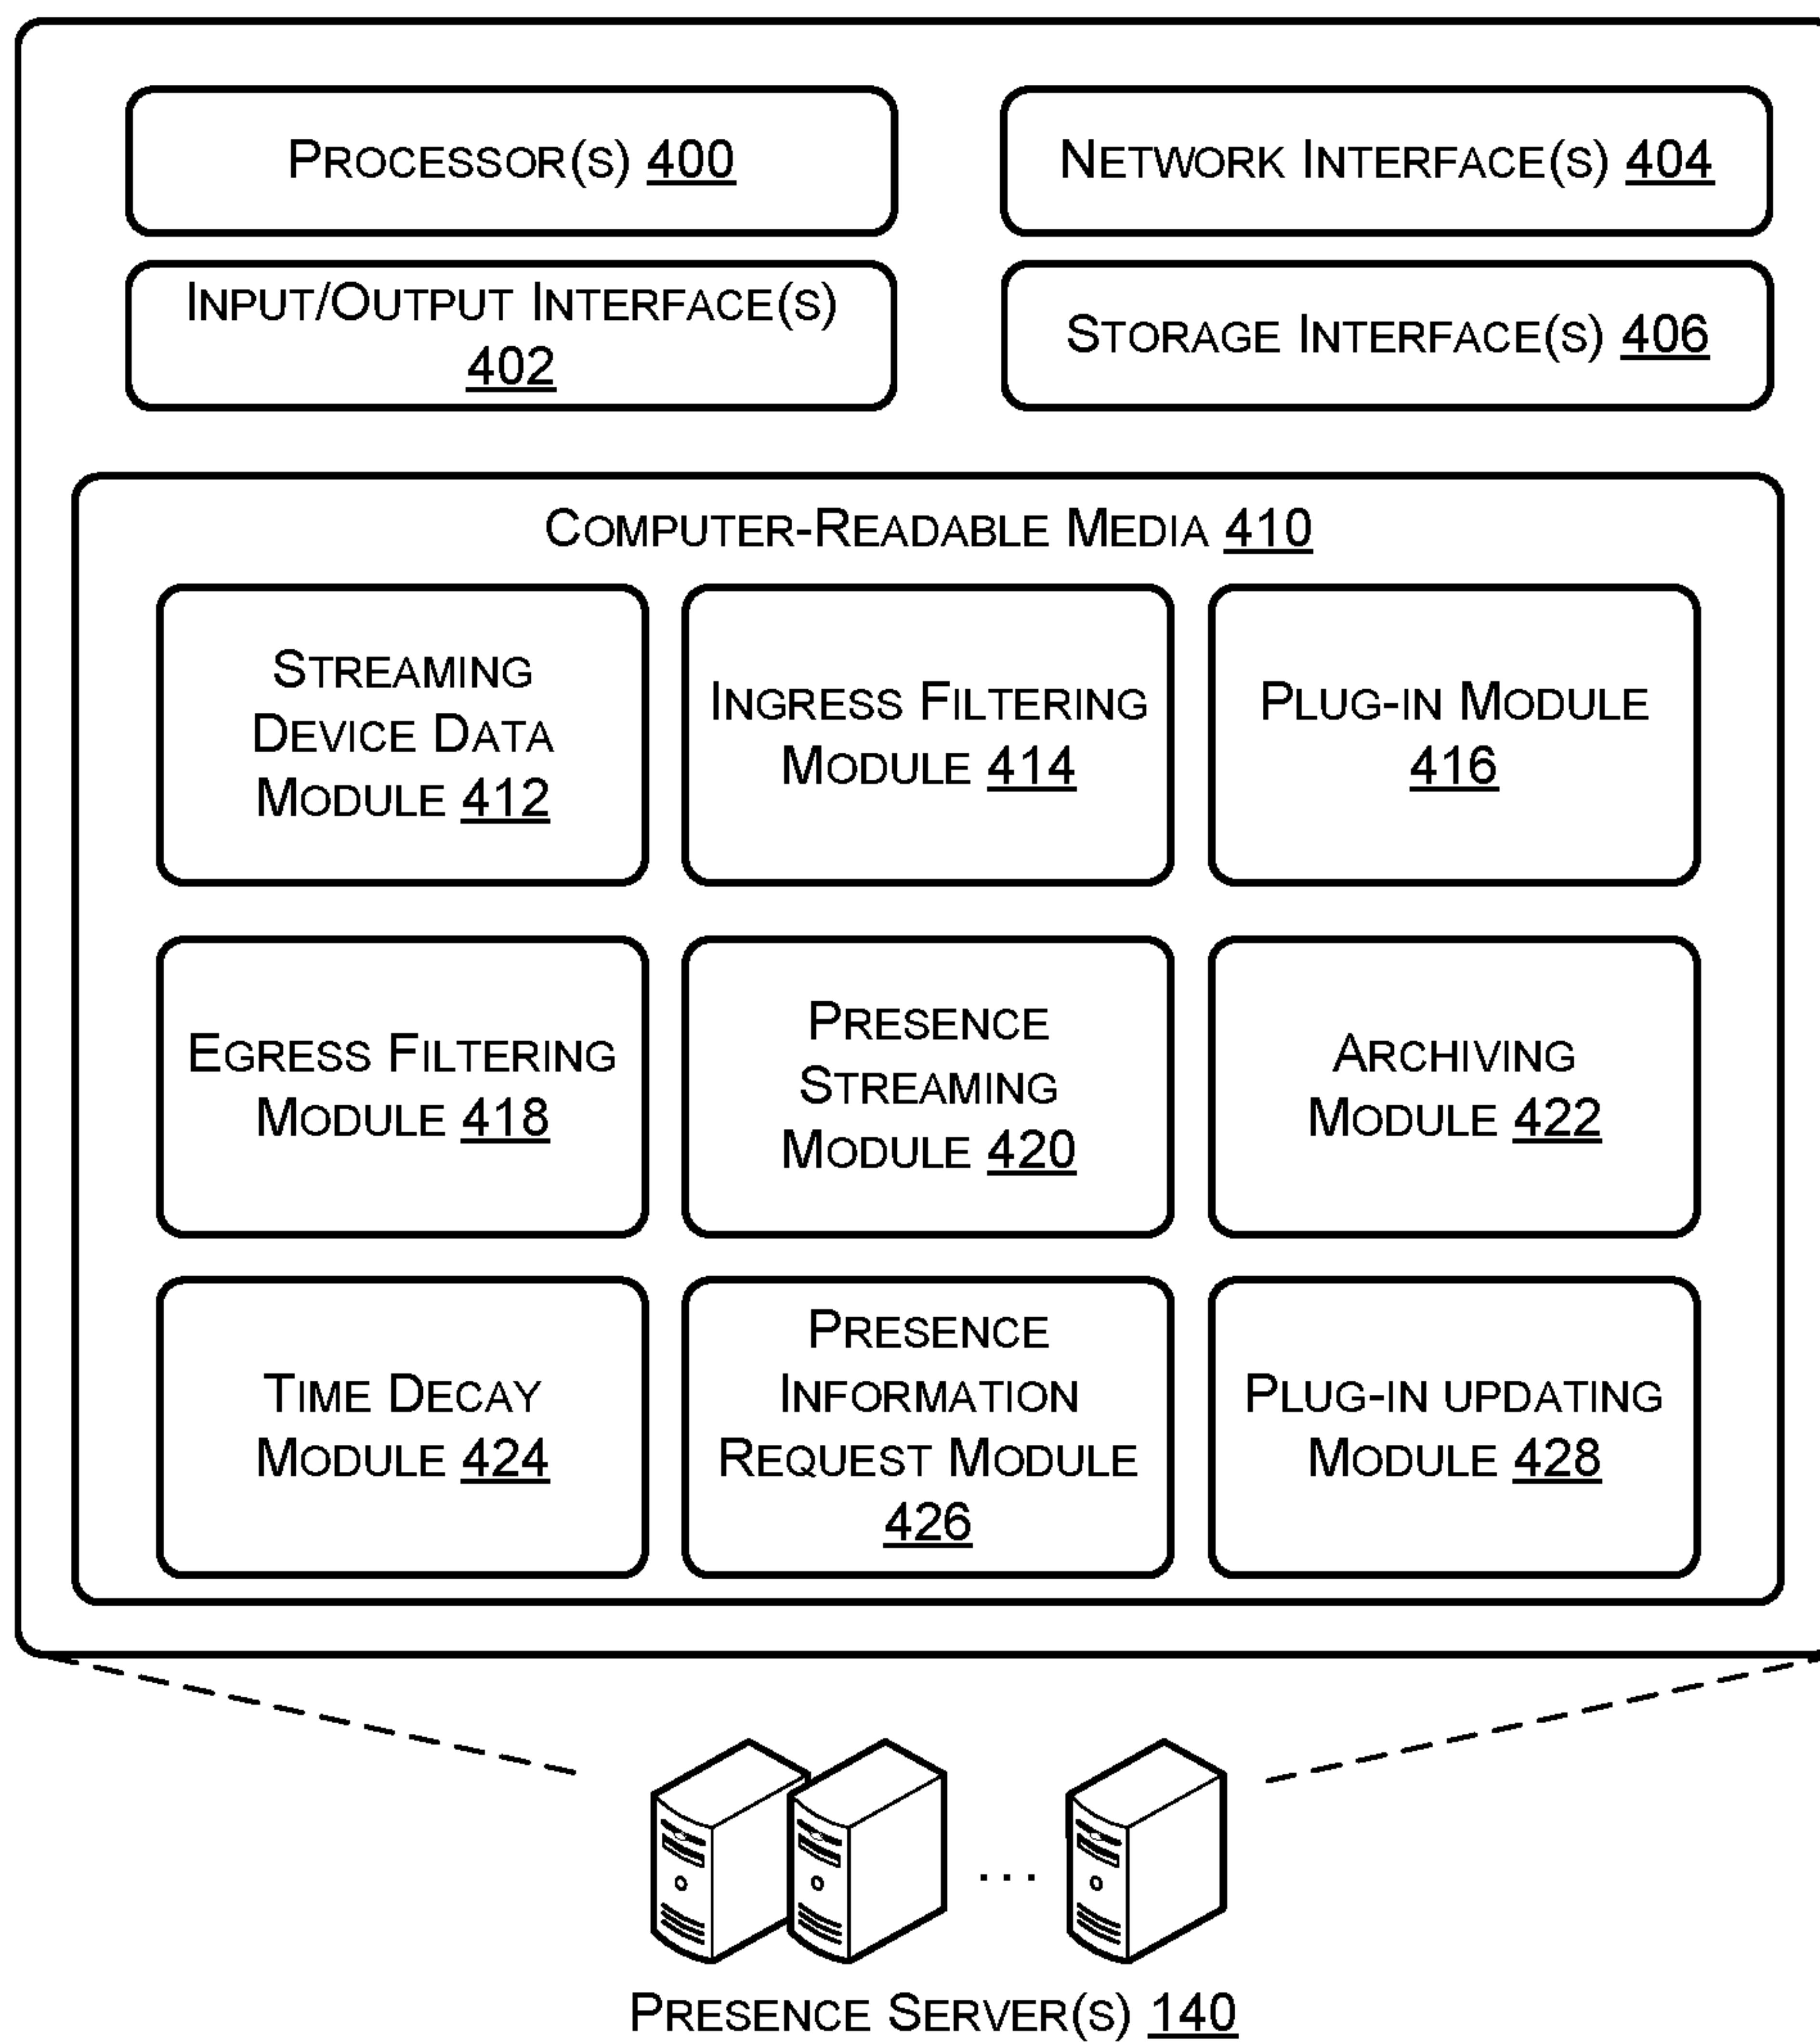 PROCESSOR(S) 400
NETWORK INTERFACE(S) 404
INPUT/OUTPUT INTERFACE(S)
402
STORAGE INTERFACE(S) 406
COMPUTER-READABLE MEDIA 410
STREAMING
DEVICE DATA
MODULE 412
INGRESS FILTERING
MODULE 414
PLUG-IN MODULE
416
EGRESS FILTERING
MODULE 418
PRESENCE
STREAMING
MODULE 420
ARCHIVING
MODULE 422
TIME DECAY
MODULE 424
PRESENCE
INFORMATION
REQUEST MODULE
426
PLUG-IN UPDATING
MODULE 428
...
PRESENCE SERVER(S) 140